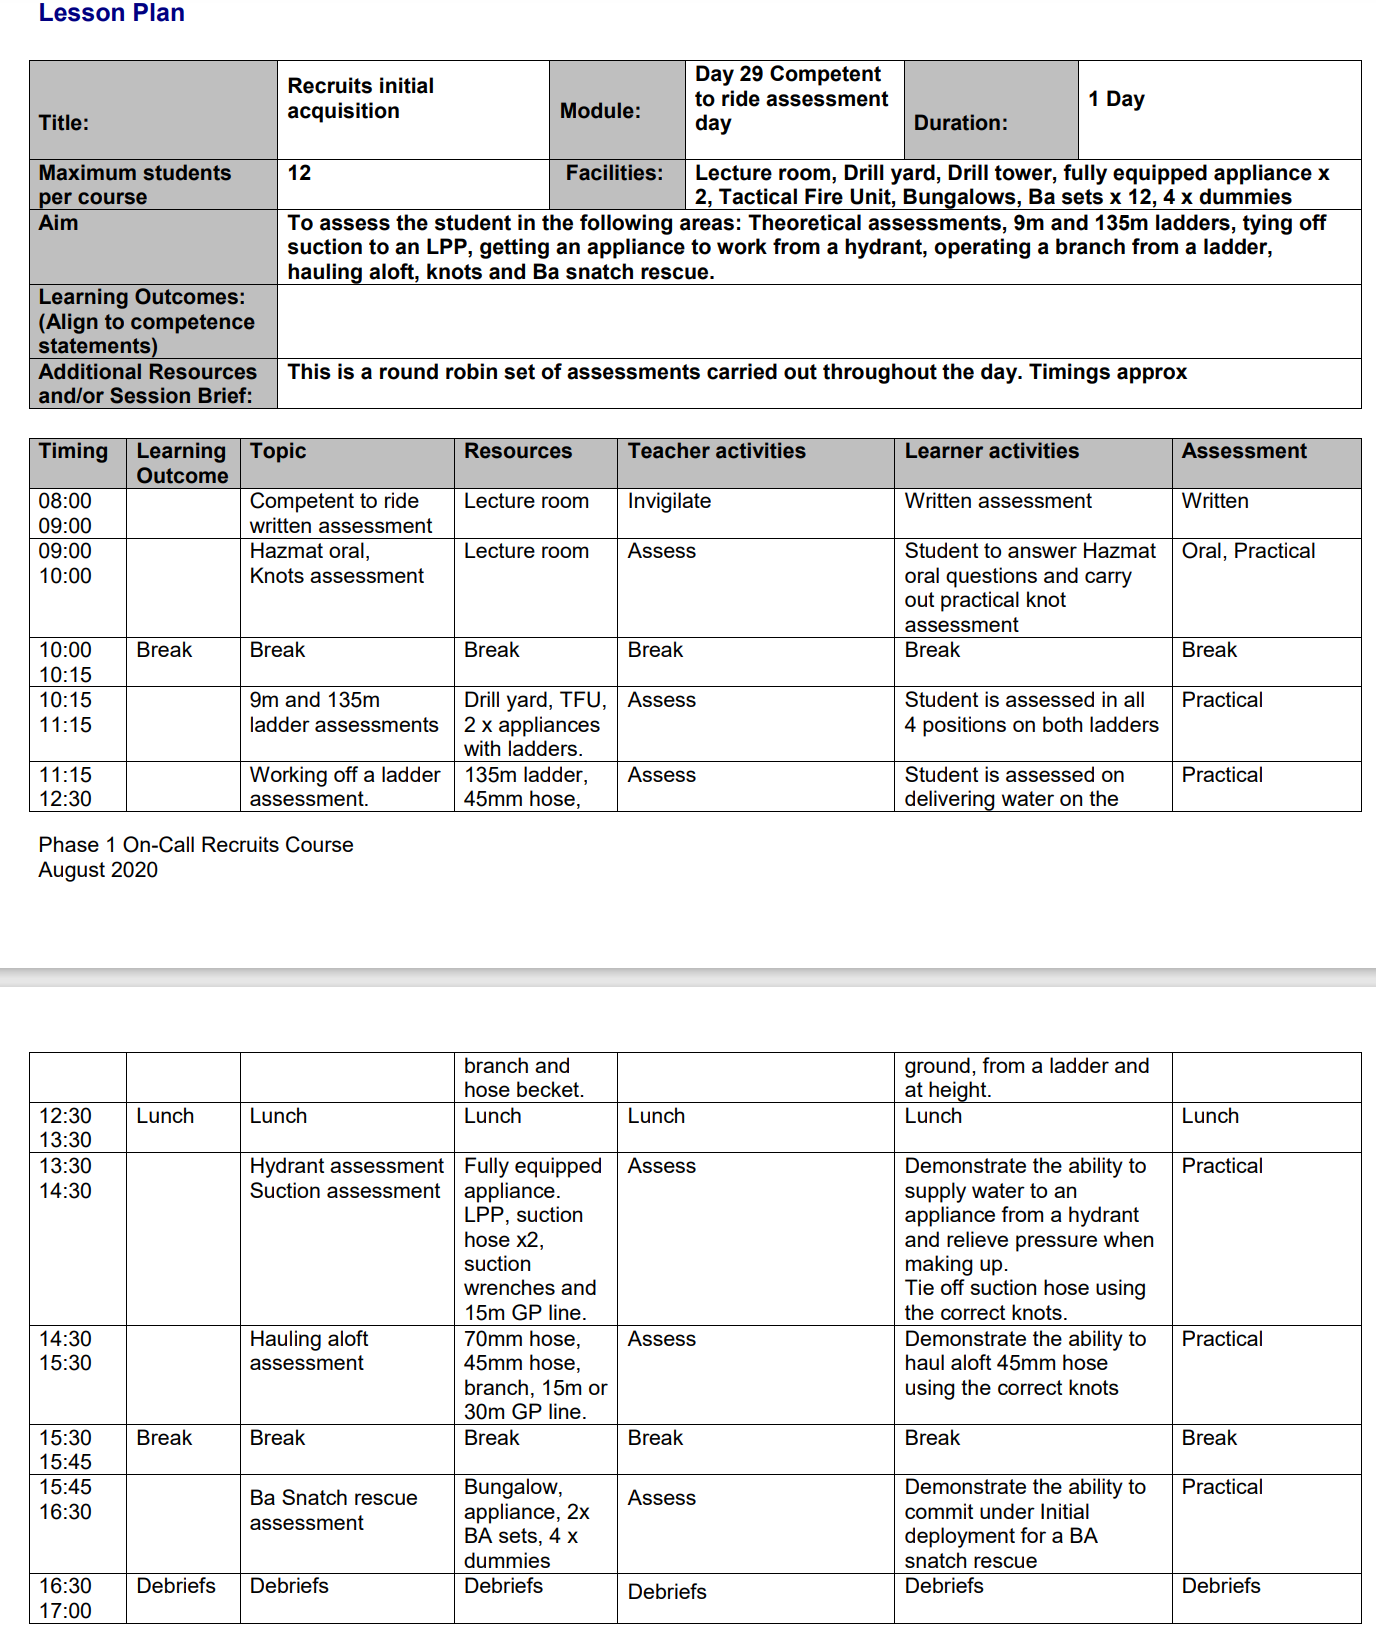 Lesson Plan
Title:
Recruits initial
acquisition
Module:
Day 29 Competent
to ride assessment
day
Duration:
1 Day
Maximum students
per course
12
Facilities:
Lecture room, Drill yard, Drill tower, fully equipped appliance x
2, Tactical Fire Unit, Bungalows, Ba sets x 12, 4 x dummies
Aim
To assess the student in the following areas: Theoretical assessments, 9m and 135m ladders, tying off
suction to an LPP, getting an appliance to work from a hydrant, operating a branch from a ladder,
hauling aloft, knots and Ba snatch rescue.
Learning Outcomes:
(Align to competence
statements)
Additional Resources
and/or Session Brief:
This is a round robin set of assessments carried out throughout the day. Timings approx
Timing
Learning
Outcome
Topic
Resources
Teacher activities
Learner activities
Assessment
08:00
09:00
Competent to ride
written assessment
Lecture room
Invigilate
Written assessment
Written
09:00
10:00
Hazmat oral,
Knots assessment
Lecture room
Assess
Student to answer Hazmat
oral questions and carry
out practical knot
assessment
Oral, Practical
10:00
10:15
Break
Break
Break
Break
Break
Break
10:15
11:15
9m and 135m
ladder assessments
Drill yard, TFU,
2 x appliances
with ladders.
Assess
Student is assessed in all
4 positions on both ladders
Practical
11:15
12:30
Working off a ladder
assessment.
135m ladder,
45mm hose,
Assess
Student is assessed on
delivering water on the
Practical
Phase 1 On-Call Recruits Course
August 2020
branch and
hose becket.
ground, from a ladder and
at height.
12:30
13:30
Lunch
Lunch
Lunch
Lunch
Lunch
Lunch
13:30
14:30
Hydrant assessment
Suction assessment
Fully equipped
appliance.
LPP, suction
hose x2,
suction
wrenches and
15m GP line.
Assess
Demonstrate the ability to
supply water to an
appliance from a hydrant
and relieve pressure when
making up.
Tie off suction hose using
the correct knots.
Practical
14:30
15:30
Hauling aloft
assessment
70mm hose,
45mm hose,
branch, 15m or
30m GP line.
Assess
Demonstrate the ability to
haul aloft 45mm hose
using the correct knots
Practical
15:30
15:45
Break
Break
Break
Break
Break
Break
15:45
16:30
Ba Snatch rescue
assessment
Bungalow,
appliance, 2x
BA sets, 4 x
dummies
Assess
Demonstrate the ability to
commit under Initial
deployment for a BA
snatch rescue
Practical
16:30
17:00
Debriefs
Debriefs
Debriefs
Debriefs
Debriefs
Debriefs